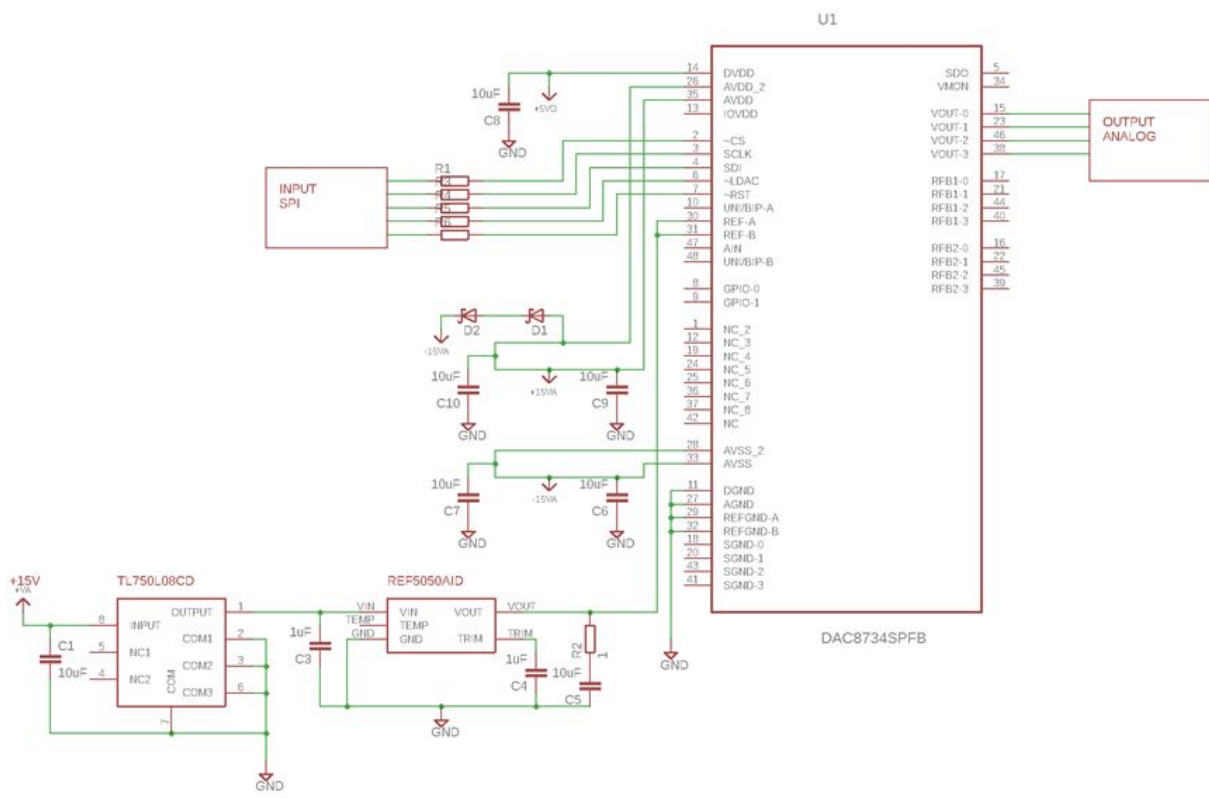 U1
14 DVDD
26 AVDD_2
35 AVDD
13 IOVDD
2 ~CS
3 SCLK
4 SDI
6 ~LDAC
7 ~RST
10 UNI/BIP-A
30 REF-A
31 REF-B
47 AIN
48 UNI/BIP-B
8 GPIO-0
9 GPIO-1
1 NC_2
12 NC_3
19 NC_4
24 NC_5
25 NC_6
36 NC_7
37 NC_8
42 NC
28 AVSS_2
33 AVSS
11 DGND
27 AGND
29 REFGND-A
32 REFGND-B
18 SGND-0
20 SGND-1
43 SGND-2
41 SGND-3
SDO 5
VMON 34
VOUT-0 15
VOUT-1 23
VOUT-2 46
VOUT-3 38
RFB1-0 17
RFB1-1 21
RFB1-2 44
RFB1-3 40
RFB2-0 16
RFB2-1 22
RFB2-2 45
RFB2-3 39
DAC8734SPFB
OUTPUT
ANALOG
10uF
C8
GND
INPUT
SPI
R1
R3
R4
R5
R6
D2
D1
-15VA
10uF
C10
GND
+15VA
10uF
C9
GND
10uF
C7
GND
-15VA
10uF
C6
GND
GND
+15V
+VA
C1
10uF
TL750L08CD
8 INPUT
5 NC1
4 NC2
OUTPUT 1
COM1 2
COM2 3
COM3 6
COM
7
GND
1uF
C3
REF5050AID
VIN VIN
TEMP TEMP
GND GND
VOUT VOUT
TRIM TRIM
1uF
C4
R2
1
10uF
C5
GND